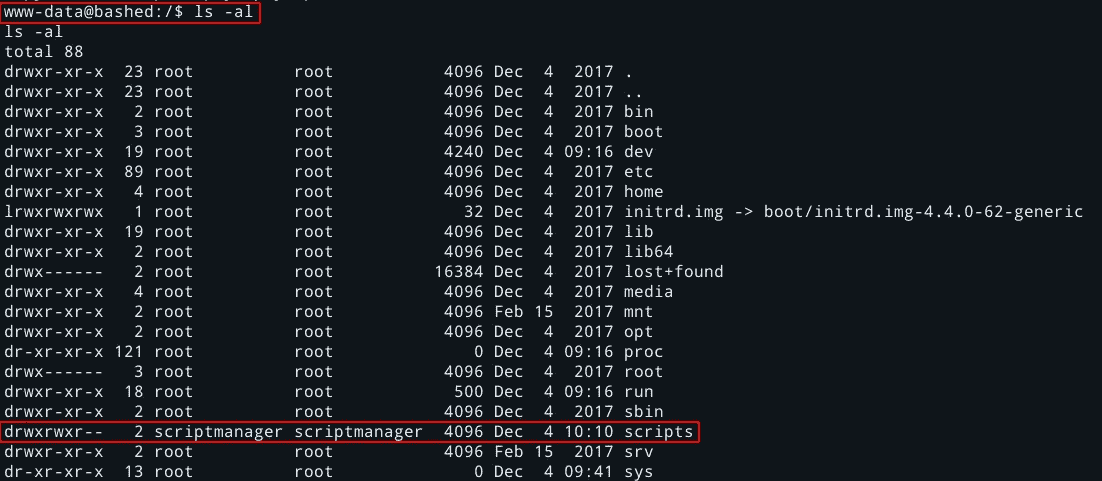 www-data@bashed:/$ ls -al
ls -al
total 88
drwxr-xr-x  23 root          root           4096 Dec  4  2017 .
drwxr-xr-x  23 root          root           4096 Dec  4  2017 ..
drwxr-xr-x   2 root          root           4096 Dec  4  2017 bin
drwxr-xr-x   3 root          root           4096 Dec  4  2017 boot
drwxr-xr-x  19 root          root           4240 Dec  4 09:16 dev
drwxr-xr-x  89 root          root           4096 Dec  4  2017 etc
drwxr-xr-x   4 root          root           4096 Dec  4  2017 home
lrwxrwxrwx   1 root          root             32 Dec  4  2017 initrd.img -> boot/initrd.img-4.4.0-62-generic
drwxr-xr-x  19 root          root           4096 Dec  4  2017 lib
drwxr-xr-x   2 root          root           4096 Dec  4  2017 lib64
drwx------   2 root          root          16384 Dec  4  2017 lost+found
drwxr-xr-x   4 root          root           4096 Dec  4  2017 media
drwxr-xr-x   2 root          root           4096 Feb 15  2017 mnt
drwxr-xr-x   2 root          root           4096 Dec  4  2017 opt
dr-xr-xr-x 121 root          root              0 Dec  4 09:16 proc
drwx------   3 root          root           4096 Dec  4  2017 root
drwxr-xr-x  18 root          root            500 Dec  4 09:16 run
drwxr-xr-x   2 root          root           4096 Dec  4  2017 sbin
drwxrwxr--   2 scriptmanager scriptmanager  4096 Dec  4 10:10 scripts
drwxr-xr-x   2 root          root           4096 Feb 15  2017 srv
dr-xr-xr-x  13 root          root              0 Dec  4 09:41 sys